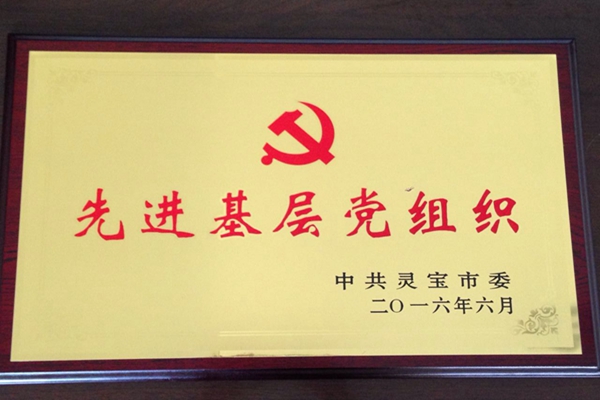 先进基层党组织
中共灵宝市委
二〇一六年六月